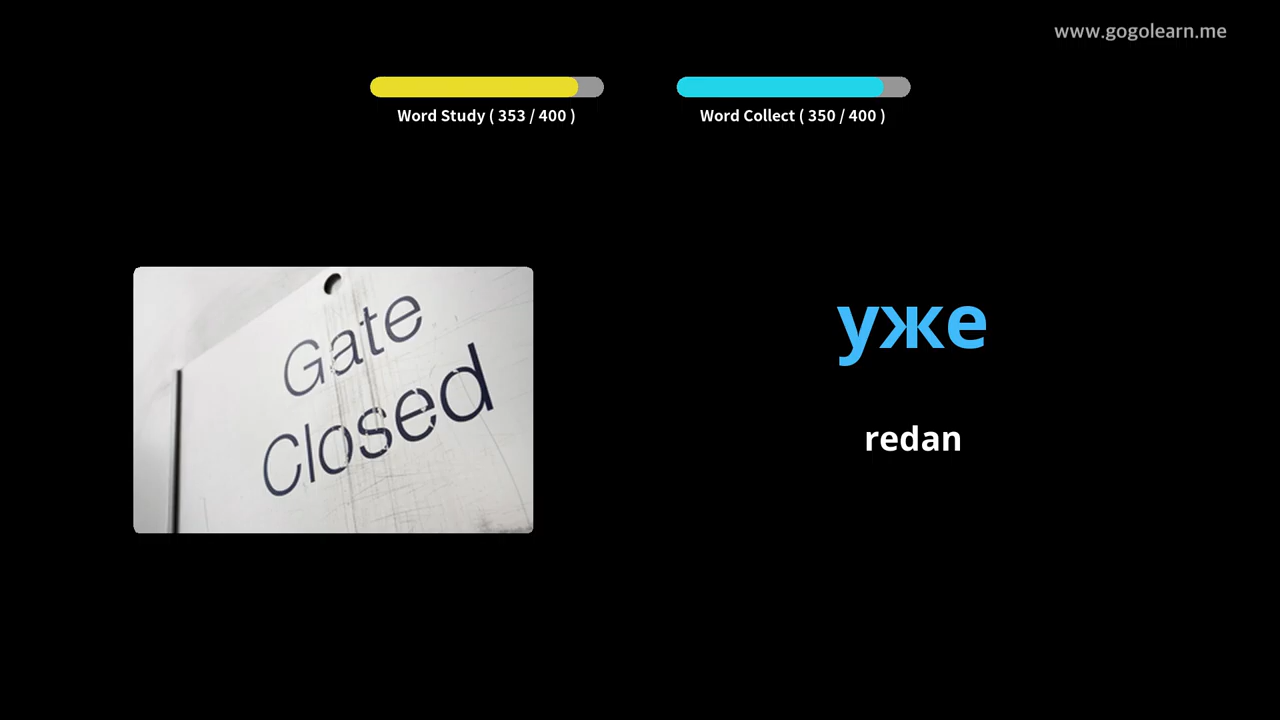 www.gogolearn.me
Word Study ( 353 / 400 )
Word Collect ( 350 / 400 )
Gate
Closed
уже
redan